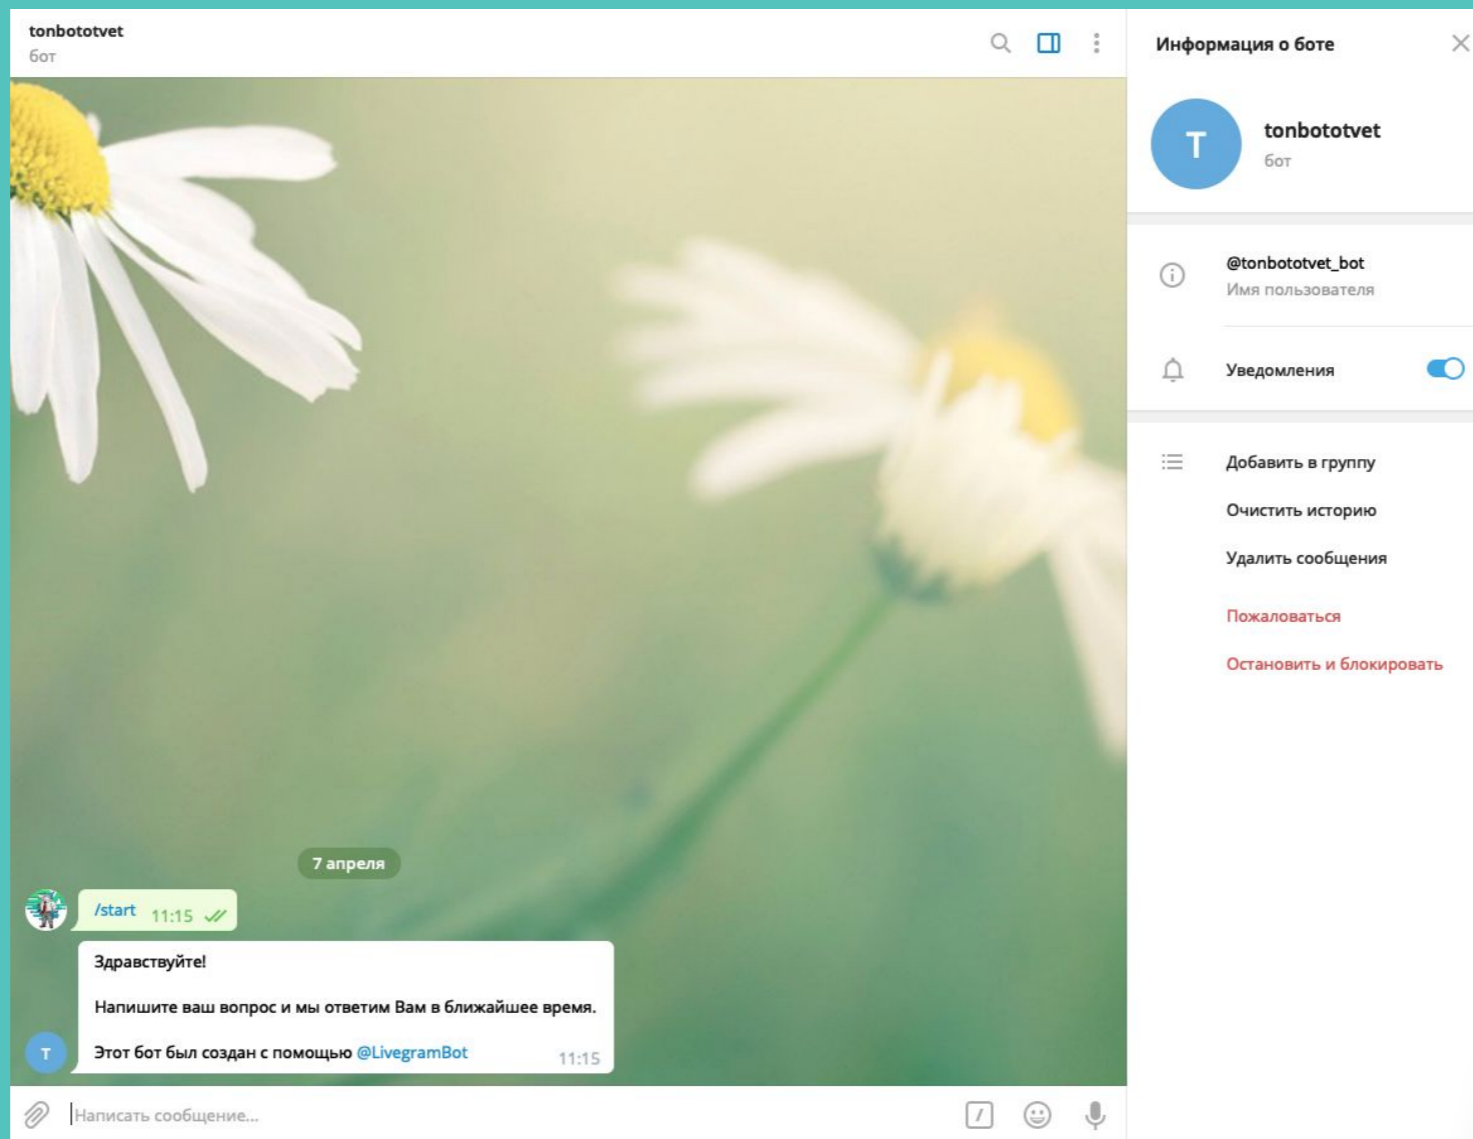 tonbototvet
бот
7 апреля
/start 11:15
Здравствуйте!
Напишите ваш вопрос и мы ответим Вам в ближайшее время.
Этот бот был создан с помощью @LivegramBot 11:15
T
Написать сообщение...
Информация о боте
T
tonbototvet
бот
@tonbototvet_bot
Имя пользователя
Уведомления
Добавить в группу
Очистить историю
Удалить сообщения
Пожаловаться
Остановить и блокировать